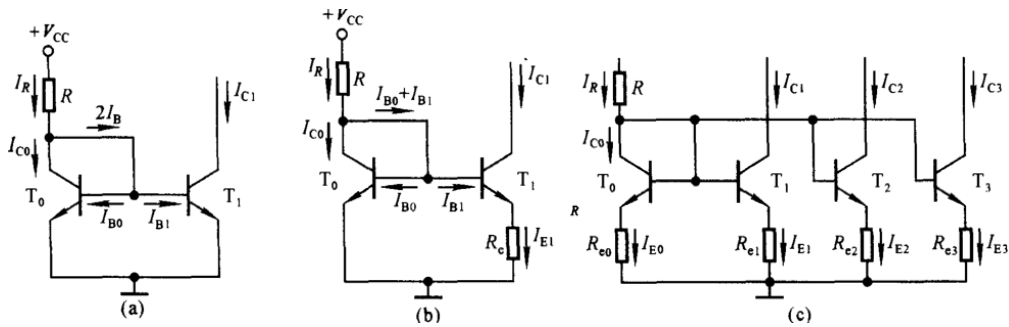 +V_CC
I_R
R
2I_B
I_C0
I_C1
T_0
T_1
I_B0
I_B1
(a)
+V_CC
I_R
R
I_B0+I_B1
I_C0
I_C1
T_0
T_1
I_B0
I_B1
R_e
I_E1
(b)
I_R
R
I_C1
I_C2
I_C3
I_C0
T_0
T_1
T_2
T_3
R
R_e0
I_E0
R_e1
I_E1
R_e2
I_E2
R_e3
I_E3
(c)